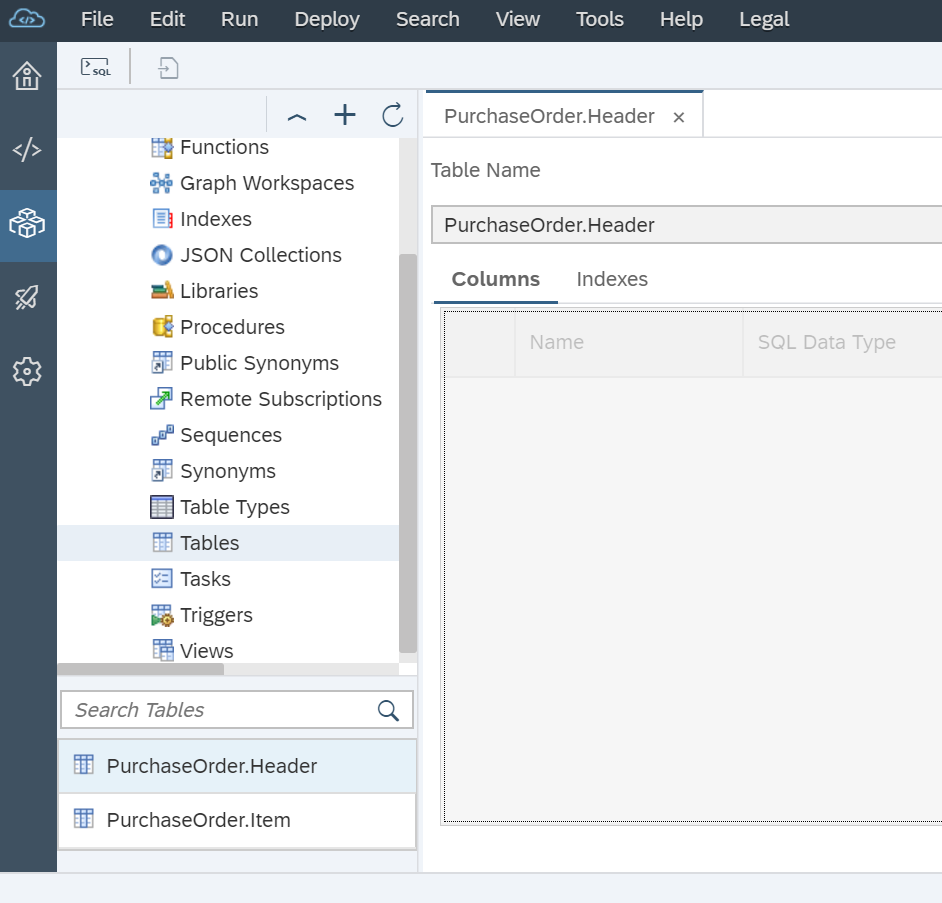 File Edit Run Deploy Search View Tools Help Legal
SQL
Functions
Graph Workspaces
Indexes
JSON Collections
Libraries
Procedures
Public Synonyms
Remote Subscriptions
Sequences
Synonyms
Table Types
Tables
Tasks
Triggers
Views
Search Tables
PurchaseOrder.Header
PurchaseOrder.Item
PurchaseOrder.Header ×
Table Name
PurchaseOrder.Header
Columns Indexes
Name SQL Data Type